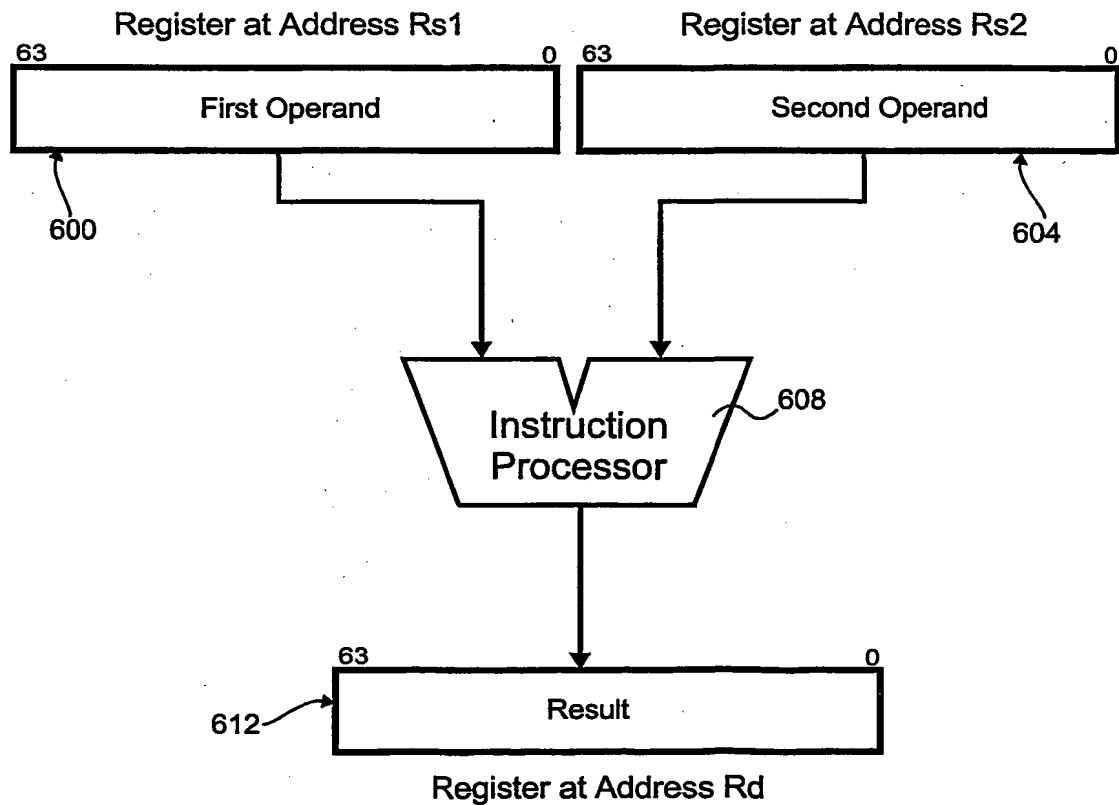 Register at Address Rs1
Register at Address Rs2
63
0
63
0
First Operand
Second Operand
600
604
Instruction
Processor
608
63
0
Result
612
Register at Address Rd